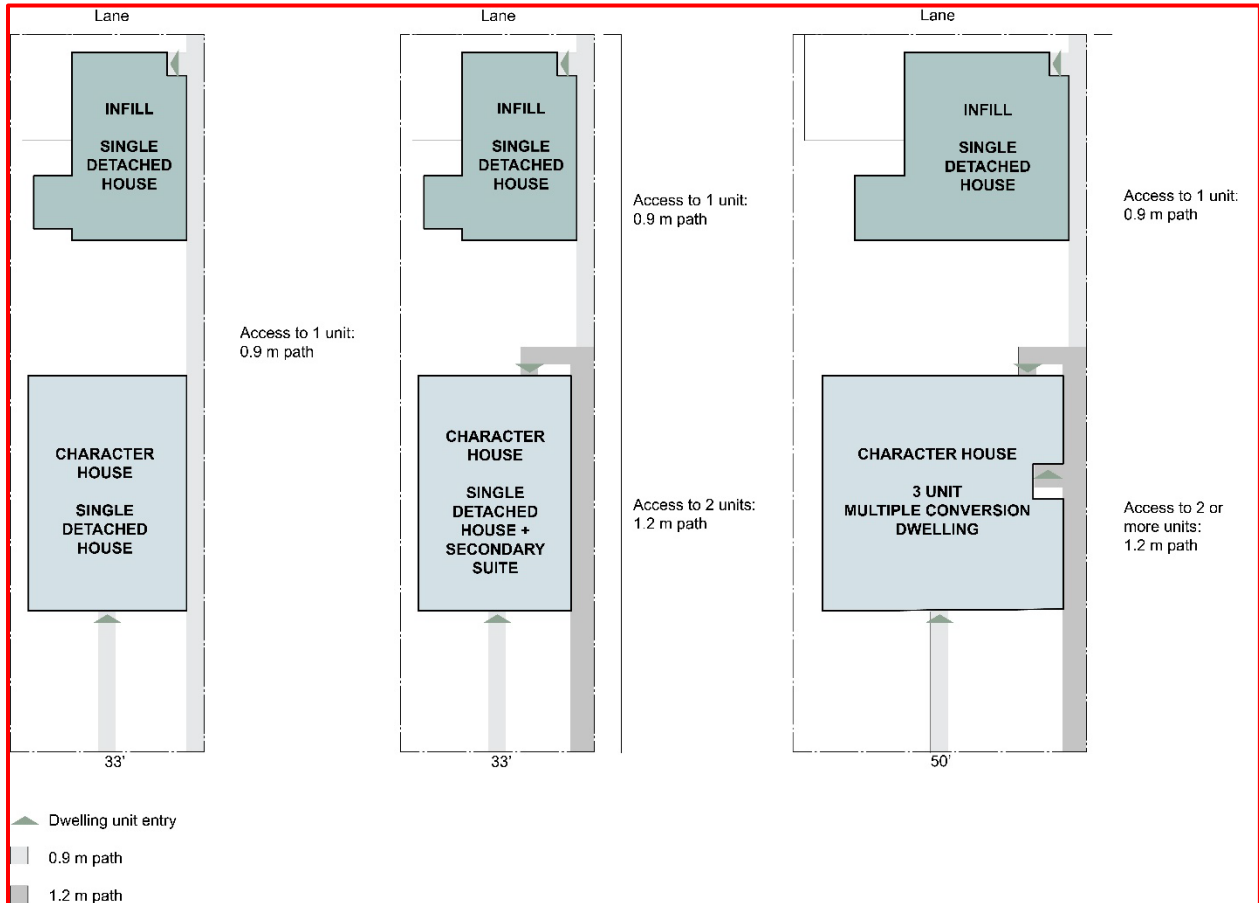 Lane
Lane
Lane
INFILL
SINGLE
DETACHED
HOUSE
INFILL
SINGLE
DETACHED
HOUSE
INFILL
SINGLE
DETACHED
HOUSE
Access to 1 unit:
0.9 m path
Access to 1 unit:
0.9 m path
Access to 1 unit:
0.9 m path
CHARACTER
HOUSE
SINGLE
DETACHED
HOUSE
CHARACTER
HOUSE
SINGLE
DETACHED
HOUSE +
SECONDARY
SUITE
Access to 2 units:
1.2 m path
CHARACTER HOUSE
3 UNIT
MULTIPLE CONVERSION
DWELLING
Access to 2 or
more units:
1.2 m path
33'
33'
50'
Dwelling unit entry
0.9 m path
1.2 m path